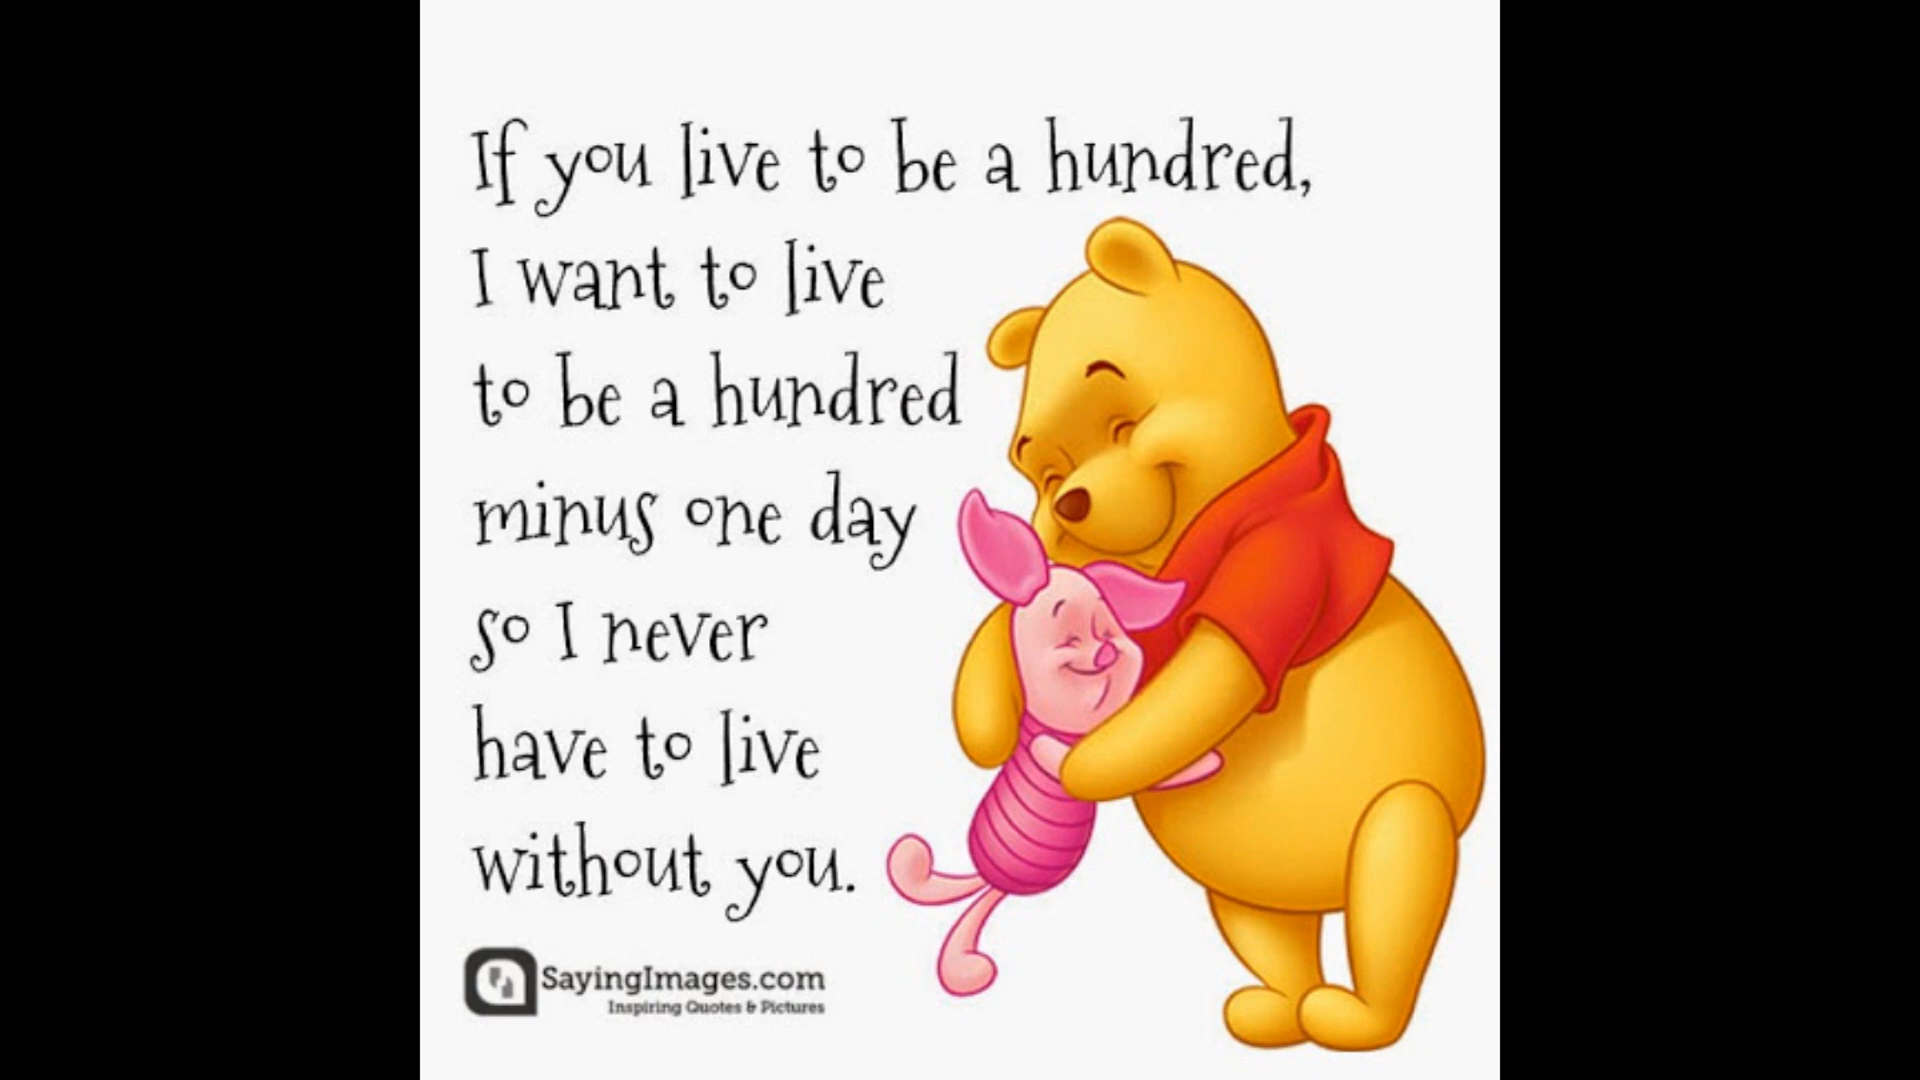 If you live to be a hundred,
I want to live
to be a hundred
minus one day
so I never
have to live
without you.
SayingImages.com
Inspiring Quotes & Pictures